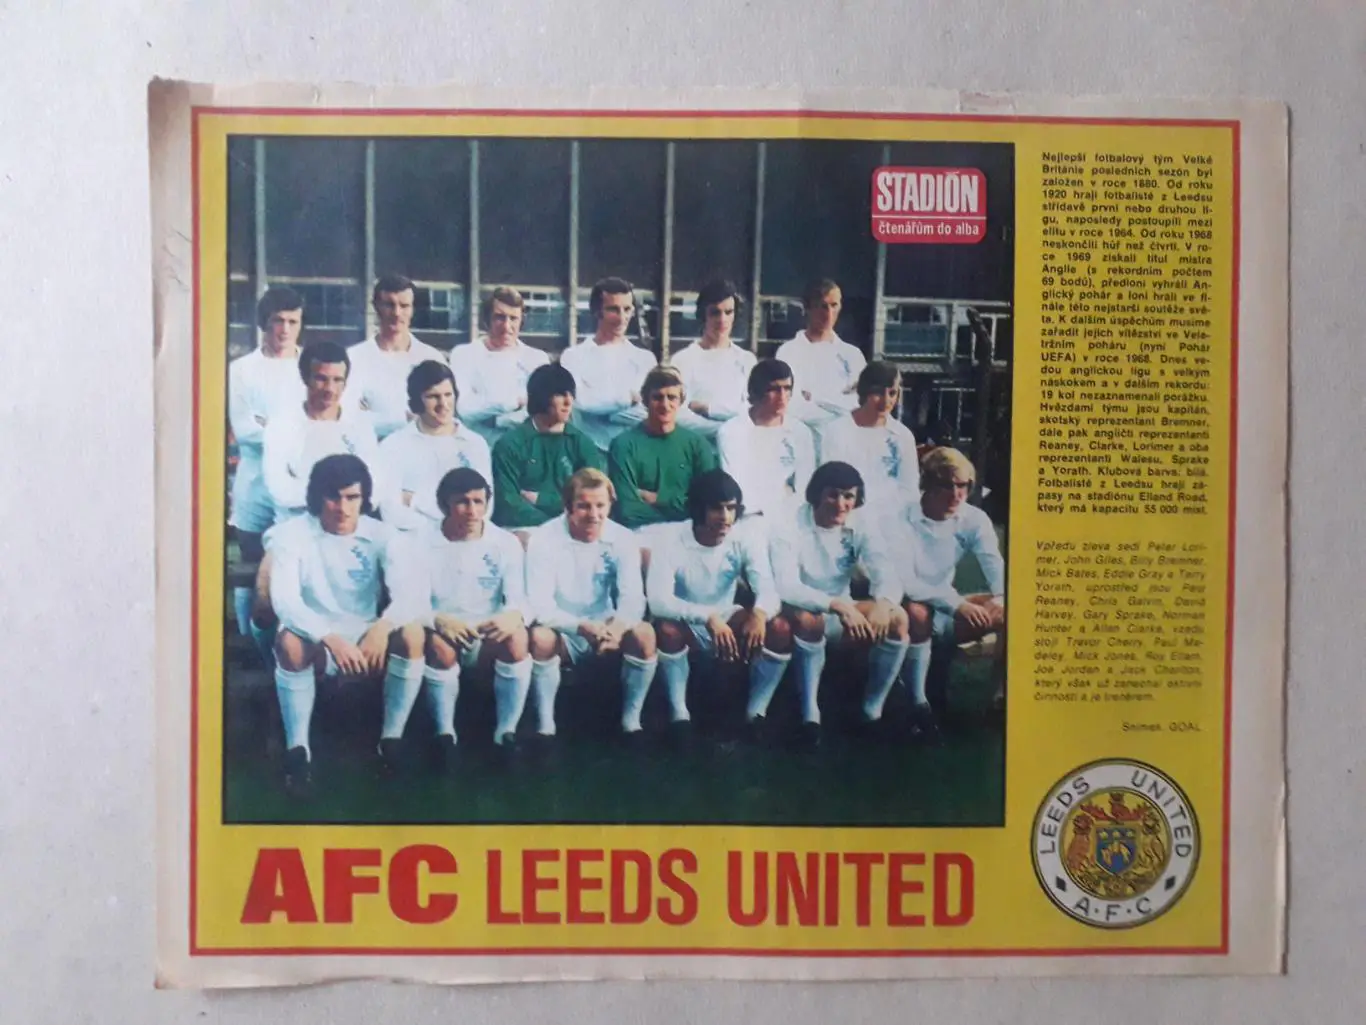 STADIÓN
čtenářům do alba
Nejlepší fotbalový tým Velké
Británie posledních sezón byl
založen v roce 1880. Od roku
1920 hrají fotbalisté z Leedsu
střídavě první nebo druhou li-
gu, naposledy postoupili mezi
elitu v roce 1964. Od roku 1968
neskončili hůř než čtvrtí. V ro-
ce 1969 získali titul mistra
Anglie (s rekordním počtem
69 bodů), předloni vyhráli An-
glický pohár a loni hráli ve fi-
nále této nejstarší soutěže svě-
ta. K dalším úspěchům musíme
zařadit jejich vítězství ve Vele-
tržním poháru (nyní Pohár
UEFA) v roce 1968. Dnes ve-
dou anglickou ligu s velkým
náskokem a v dalším rekordu:
19 kol nezaznamenali porážku.
Hvězdami týmu jsou kapitán,
skotský reprezentant Bremner,
dále pak angličtí reprezentanti
Reaney, Clarke, Lorimer a oba
reprezentanti Walesu, Sprake
a Yorath. Klubová barva: bílá.
Fotbalisté z Leedsu hrají zá-
pasy na stadiónu Elland Road,
který má kapacitu 55 000 míst.
Vpředu zleva sedí Peter Lori-
mer, John Giles, Billy Bremner,
Mick Bates, Eddie Gray a Terry
Yorath, uprostřed jsou Paul
Reaney, Chris Galvin, David
Harvey, Gary Sprake, Norman
Hunter a Allan Clarke, vzadu
stojí Trevor Cherry, Paul Ma-
deley, Mick Jones, Roy Ellam,
Joe Jordan a Jack Charlton,
který však už zanechal aktivní
činnosti a je trenérem.
Snímek GOAL
LEEDS UNITED
A·F·C
AFC LEEDS UNITED